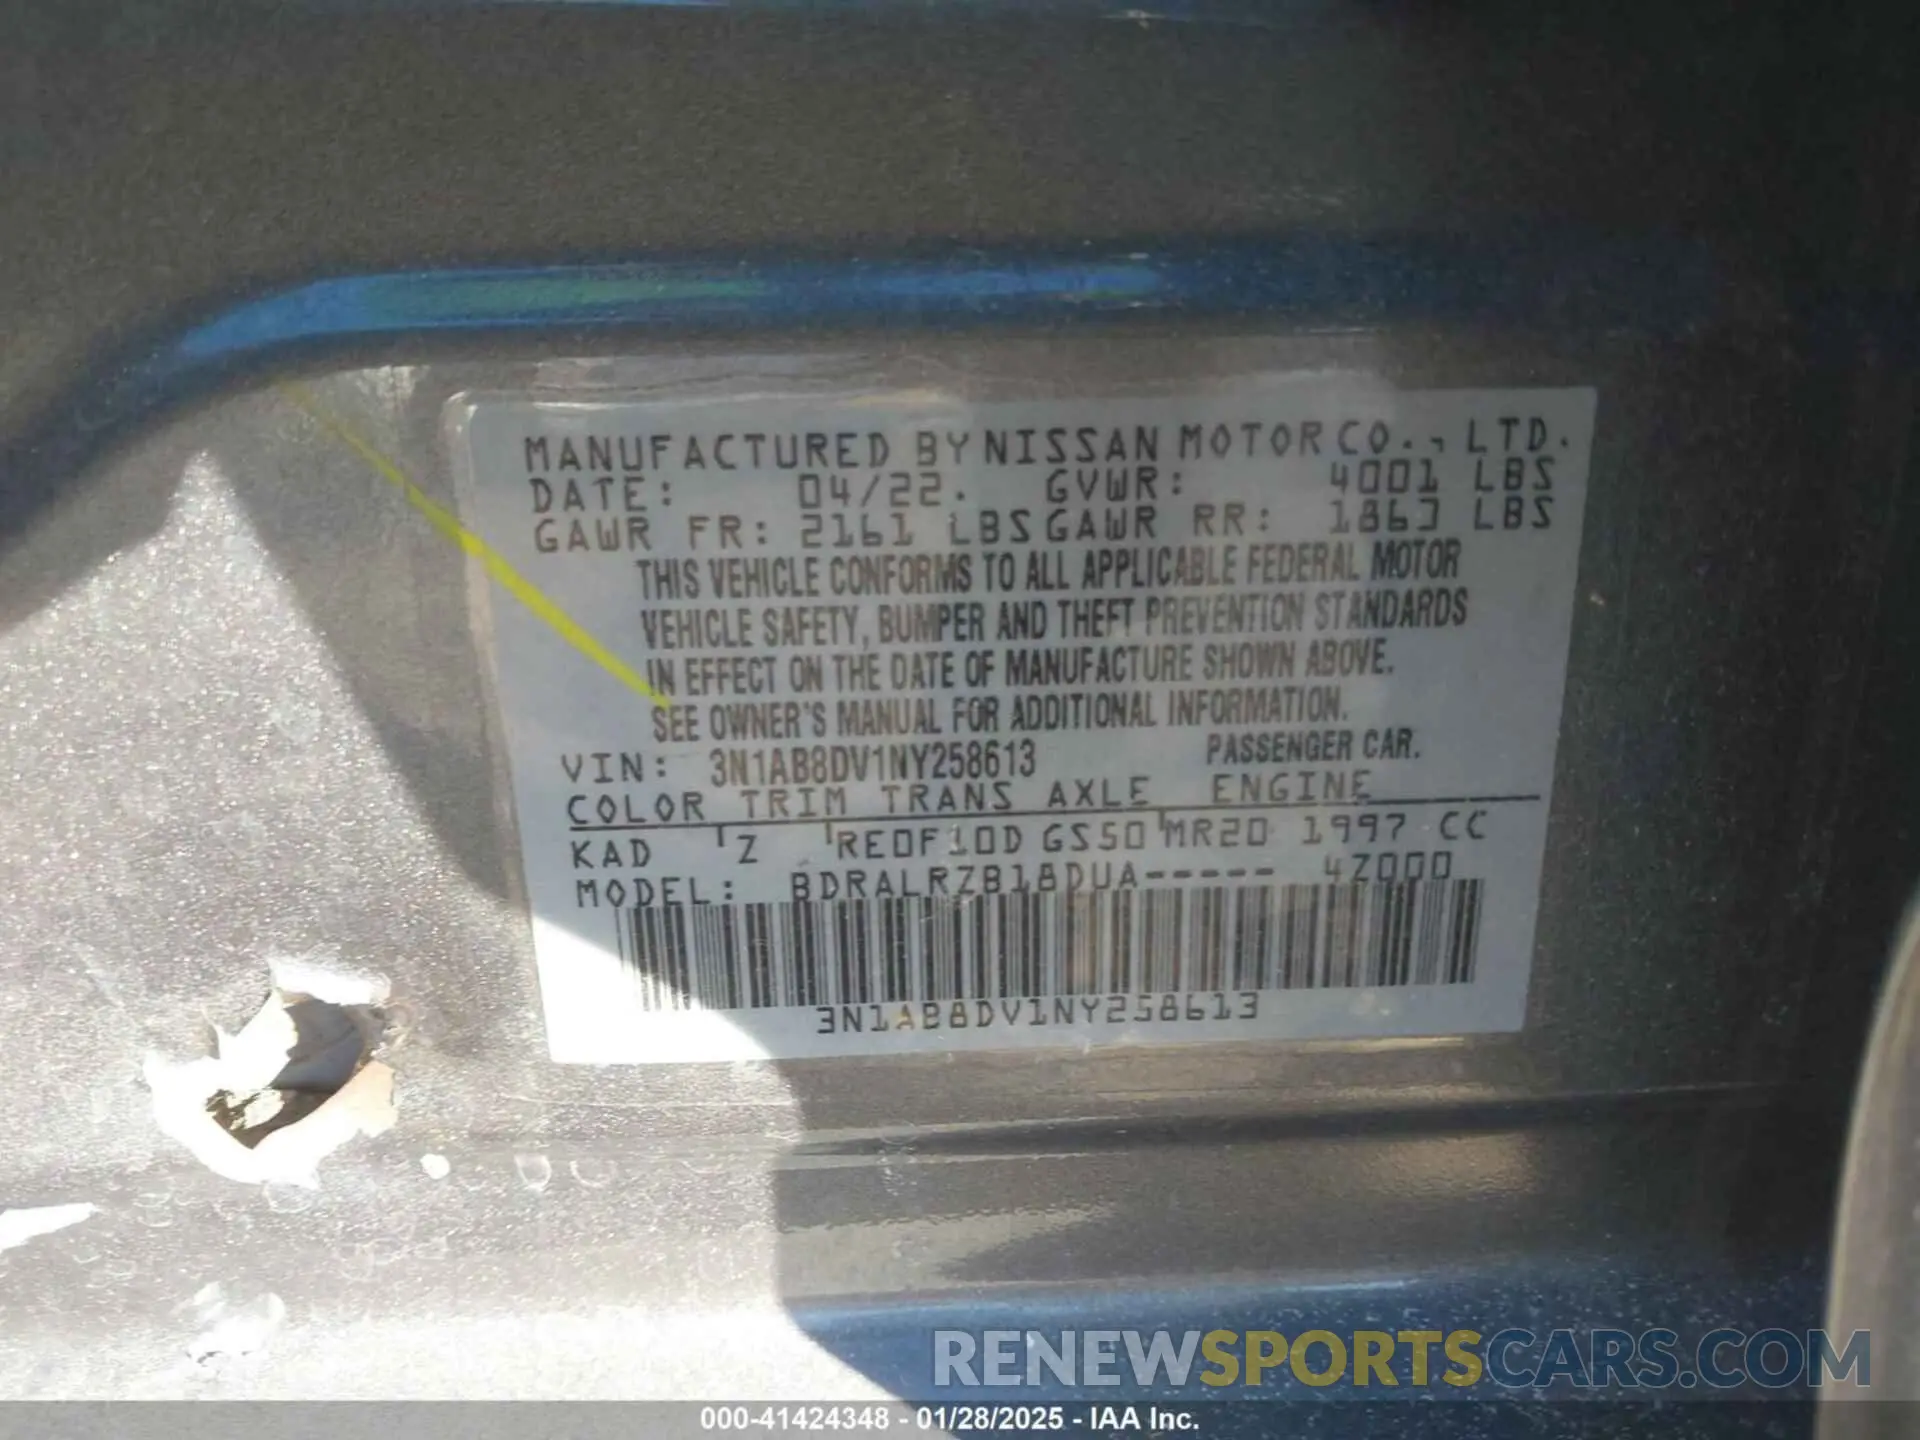 MANUFACTURED BY NISSAN MOTOR CO., LTD.
DATE: 04/22. GVWR: 4001 LBS
GAWR FR: 2161 LBS GAWR RR: 1863 LBS
THIS VEHICLE CONFORMS TO ALL APPLICABLE FEDERAL MOTOR
VEHICLE SAFETY, BUMPER AND THEFT PREVENTION STANDARDS
IN EFFECT ON THE DATE OF MANUFACTURE SHOWN ABOVE.
SEE OWNER'S MANUAL FOR ADDITIONAL INFORMATION.
VIN: 3N1AB8DV1NY258613 PASSENGER CAR.
COLOR TRIM TRANS AXLE ENGINE
KAD Z RE0F10D GS50 MR20 1997 CC
MODEL: BDRALRZB18DUA----- 4Z000
3N1AB8DV1NY258613
RENEWSPORTSCARS.COM
000-41424348 - 01/28/2025 - IAA Inc.